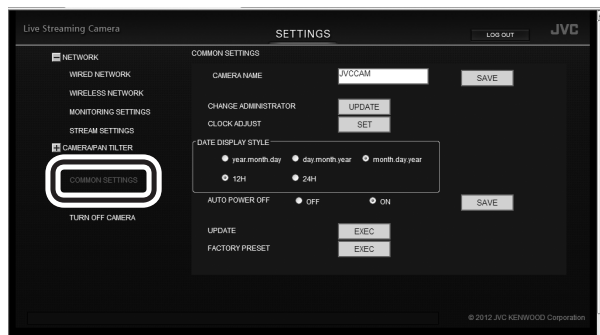 Live Streaming Camera
SETTINGS
LOG OUT
JVC
NETWORK
WIRED NETWORK
WIRELESS NETWORK
MONITORING SETTINGS
STREAM SETTINGS
CAMERA/PAN TILTER
COMMON SETTINGS
TURN OFF CAMERA
COMMON SETTINGS
CAMERA NAME JVCCAM SAVE
CHANGE ADMINISTRATOR UPDATE
CLOCK ADJUST SET
DATE DISPLAY STYLE
year.month.day day.month.year month.day.year
12H 24H
AUTO POWER OFF OFF ON SAVE
UPDATE EXEC
FACTORY PRESET EXEC
© 2012 JVC KENWOOD Corporation